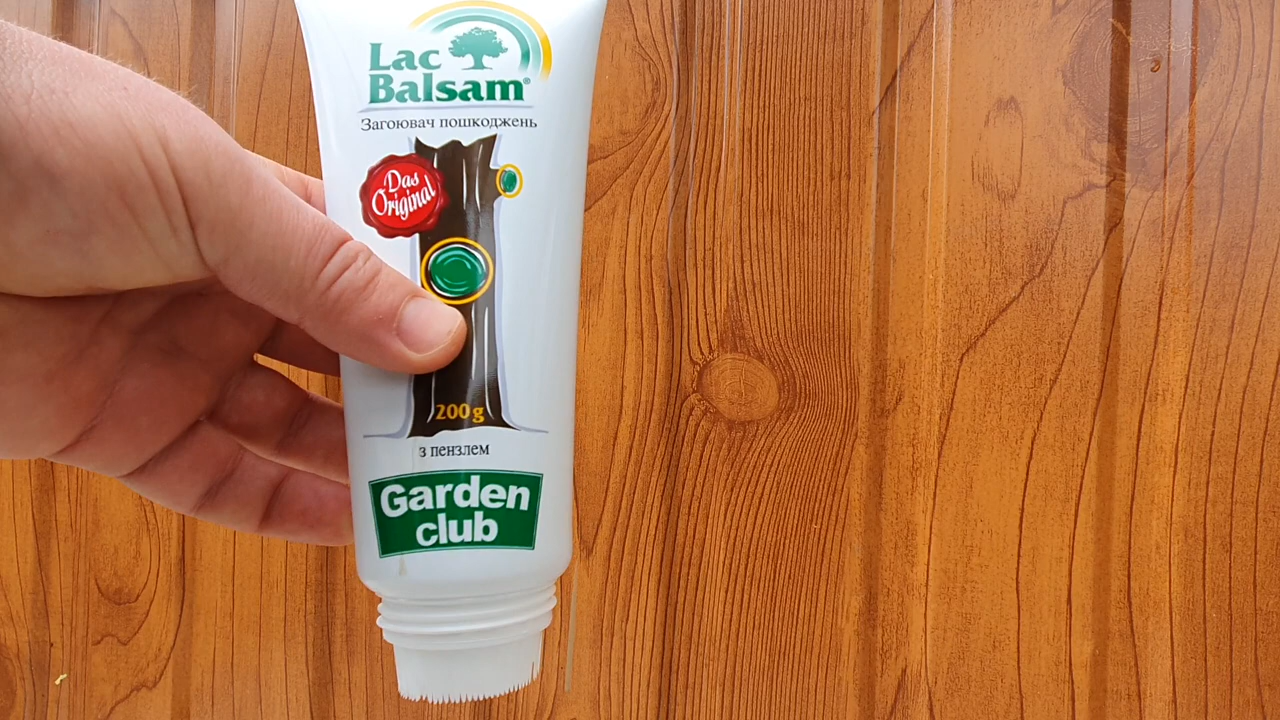 Lac
Balsam®
Загоювач пошкоджень
Das
Original
200g
з пензлем
Garden
club